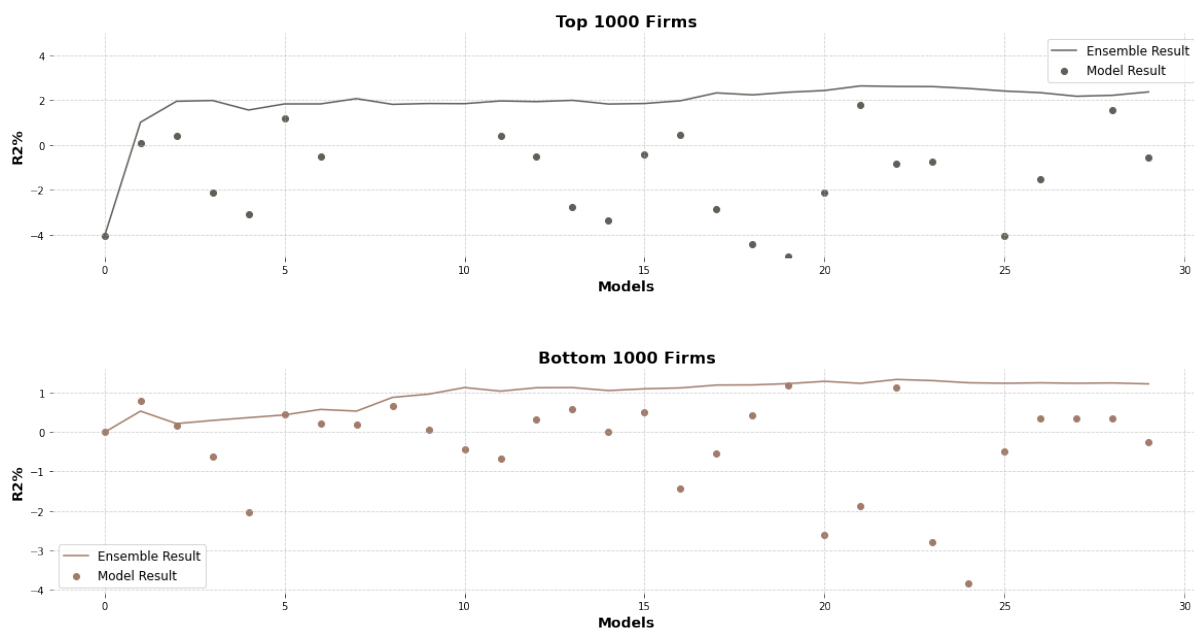 Top 1000 Firms
R2%
4
2
0
−2
−4
Ensemble Result
Model Result
0 5 10 15 20 25 30
Models
Bottom 1000 Firms
R2%
1
0
−1
−2
−3
−4
Ensemble Result
Model Result
0 5 10 15 20 25 30
Models